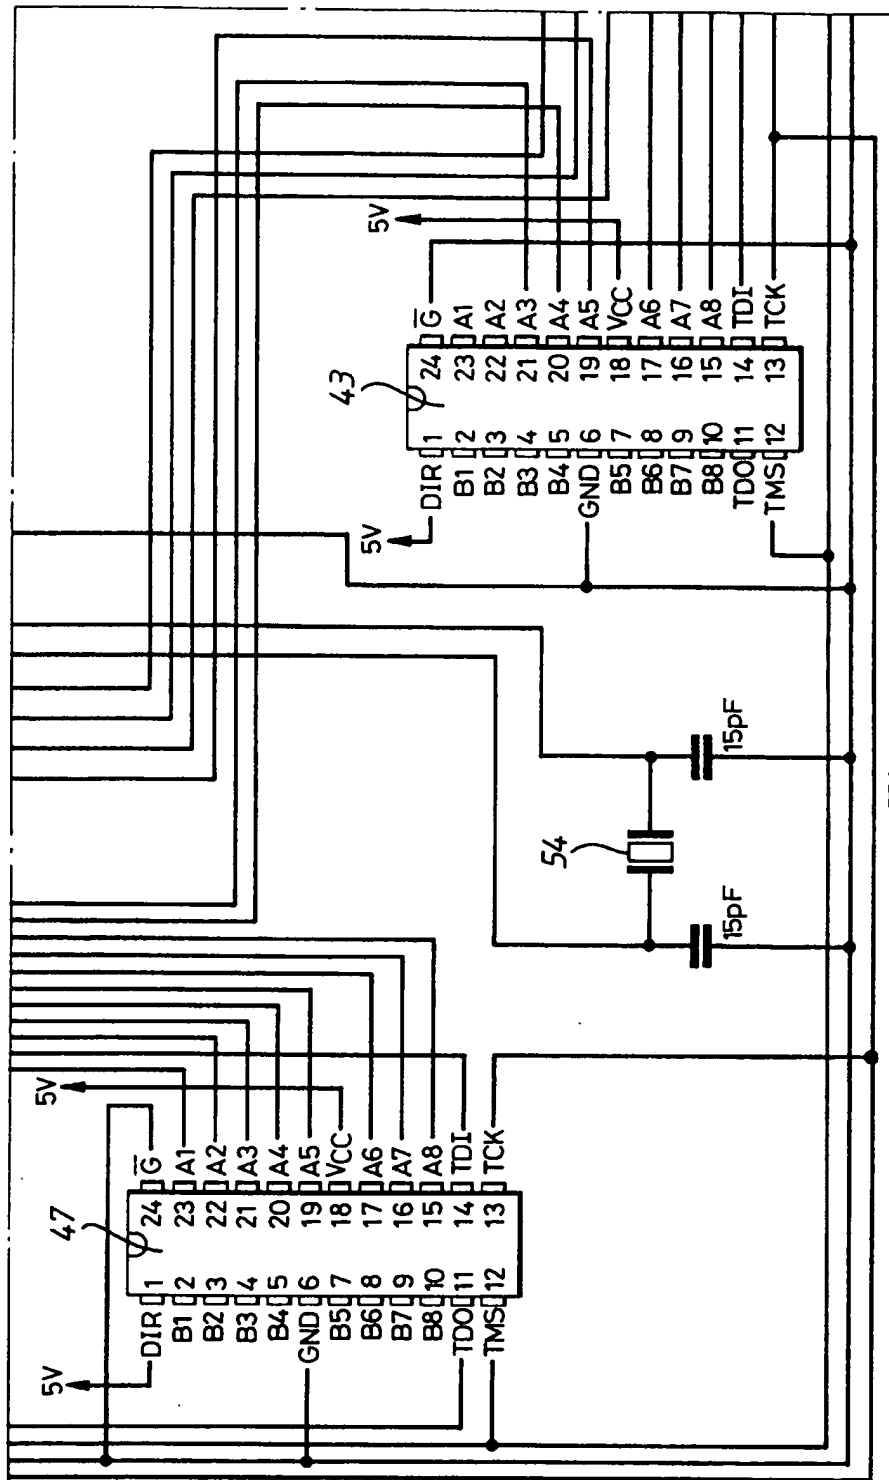 5V
5V
G̅
A1
A2
A3
A4
A5
VCC
A6
A7
A8
TDI
TCK
43
24
23
22
21
20
19
18
17
16
15
14
13
1
2
3
4
5
6
7
8
9
10
11
12
DIR
B1
B2
B3
B4
GND
B5
B6
B7
B8
TDO
TMS
54
15pF
15pF
5V
5V
G̅
A1
A2
A3
A4
A5
VCC
A6
A7
A8
TDI
TCK
47
24
23
22
21
20
19
18
17
16
15
14
13
1
2
3
4
5
6
7
8
9
10
11
12
DIR
B1
B2
B3
B4
GND
B5
B6
B7
B8
TDO
TMS